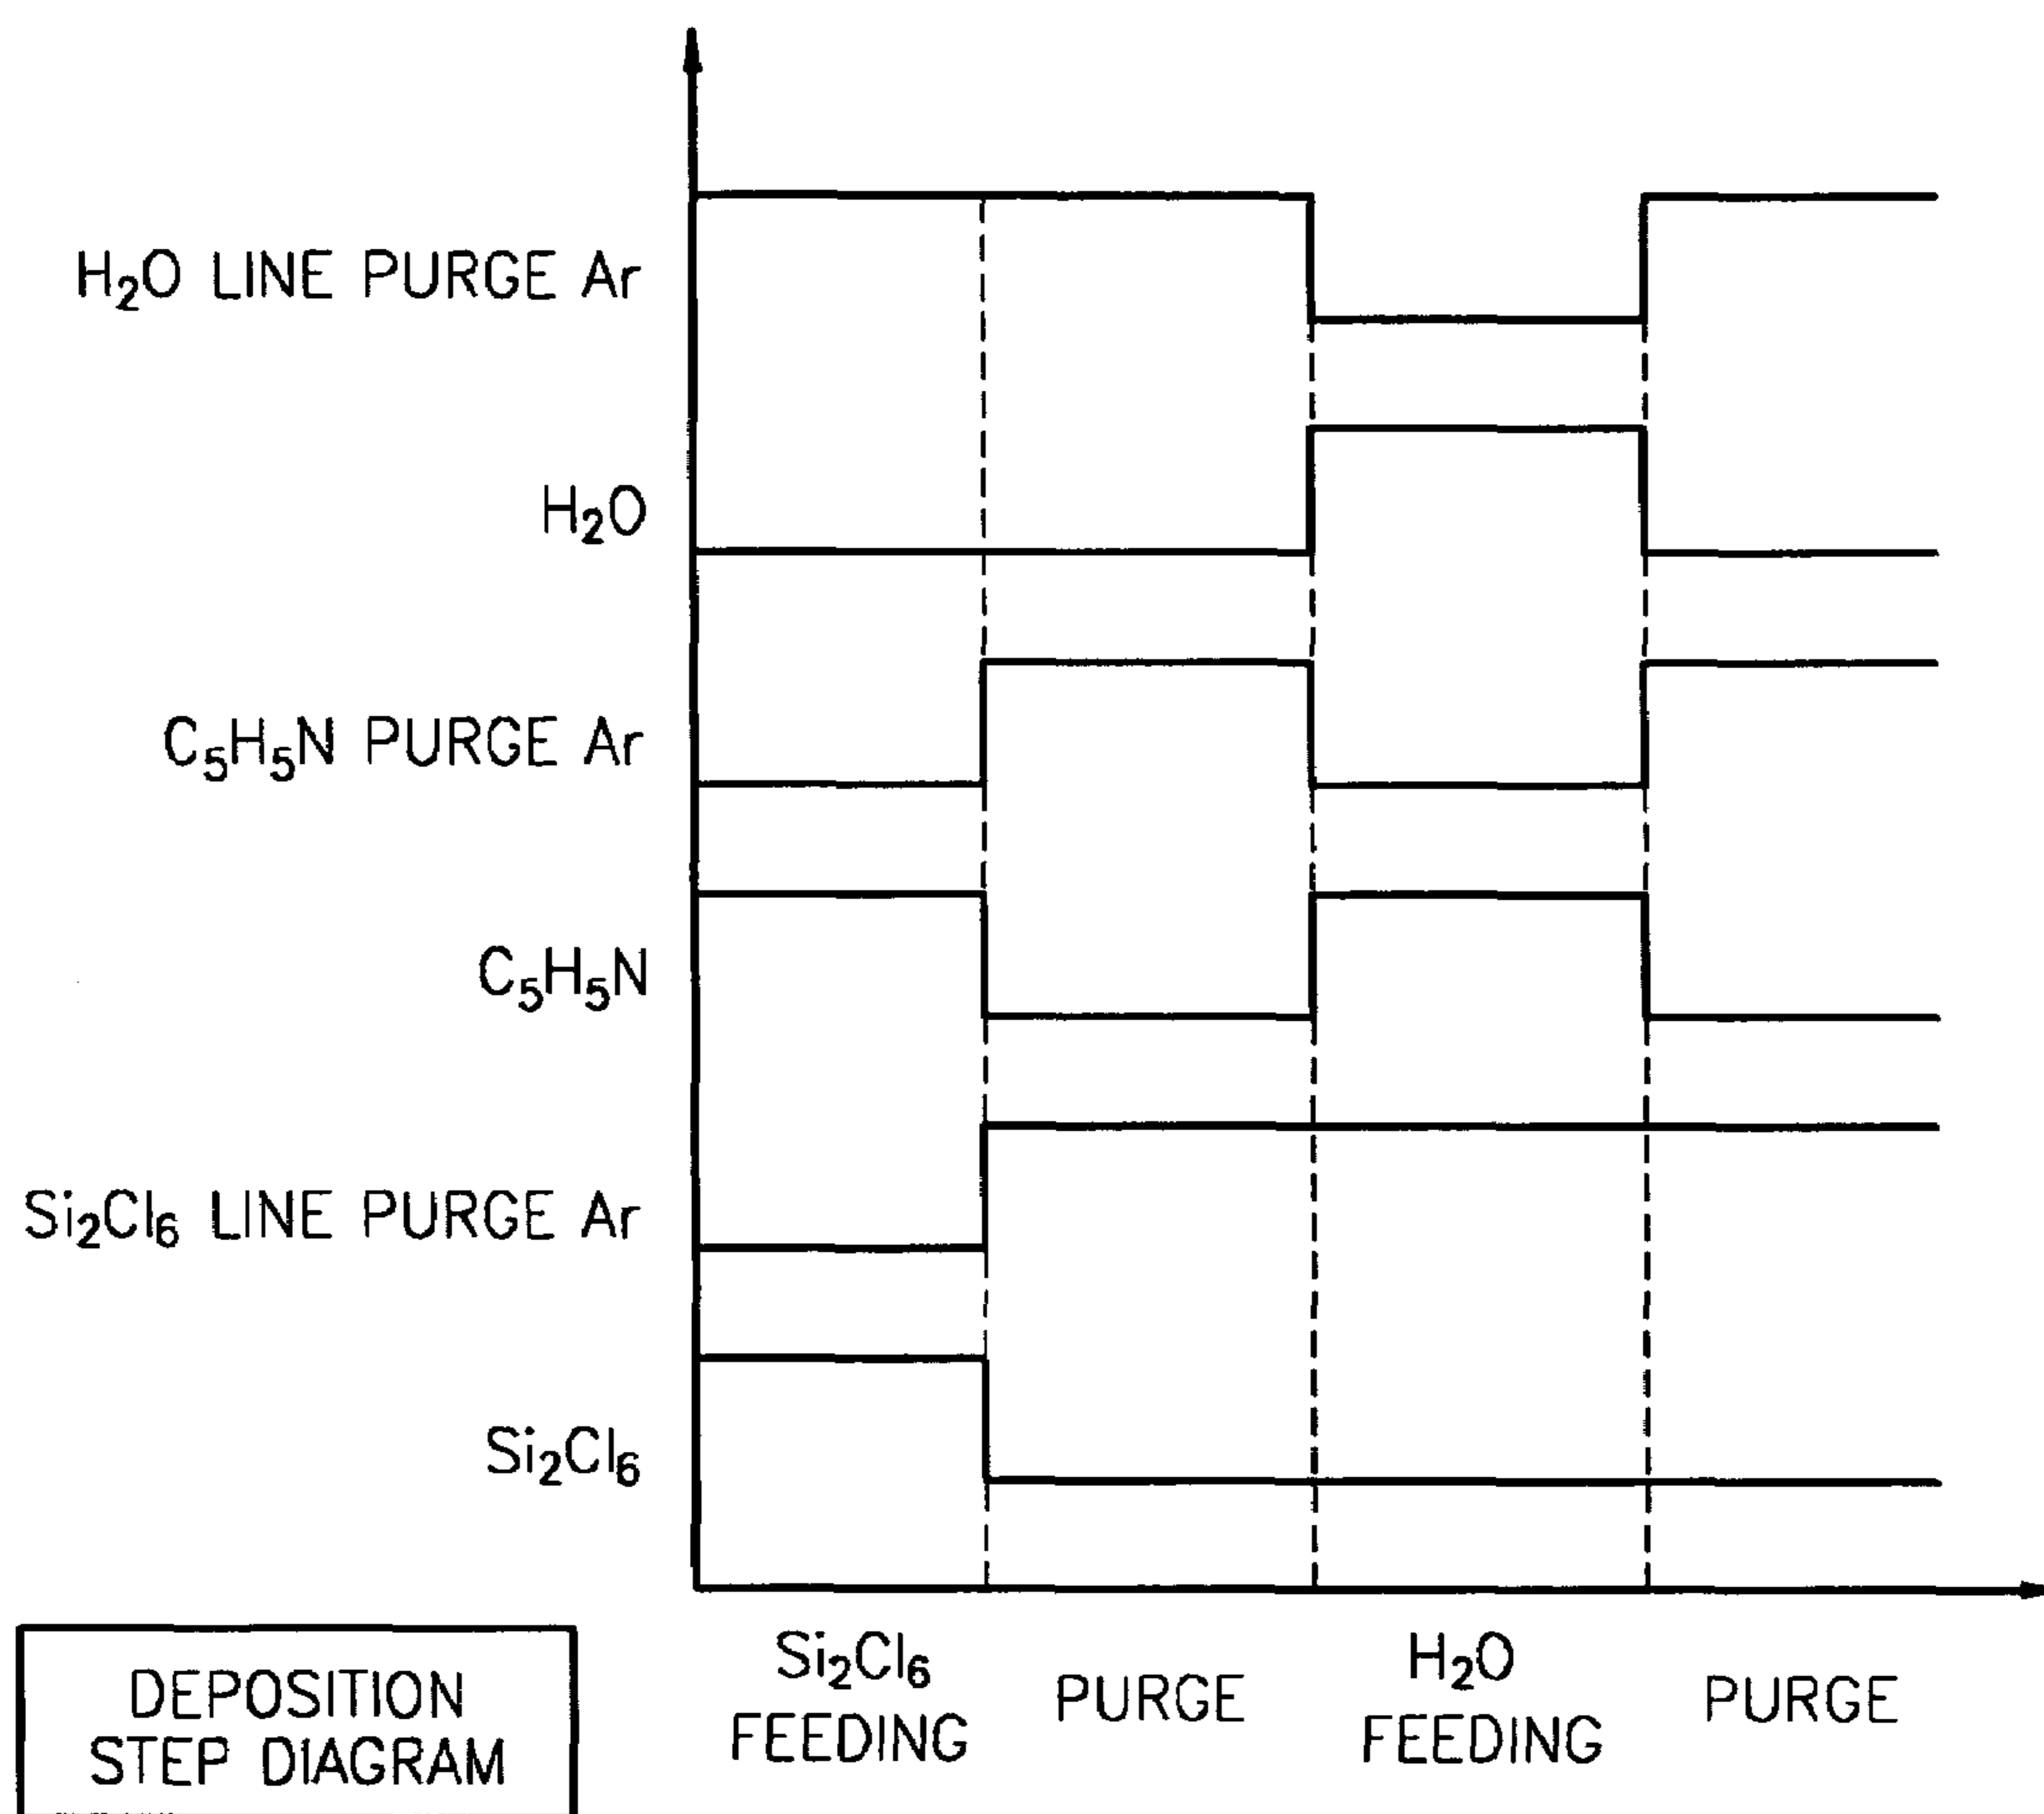 H₂O LINE PURGE Ar
H₂O
C₅H₅N PURGE Ar
C₅H₅N
Si₂Cl₆ LINE PURGE Ar
Si₂Cl₆
Si₂Cl₆
FEEDING
PURGE
H₂O
FEEDING
PURGE
DEPOSITION
STEP DIAGRAM